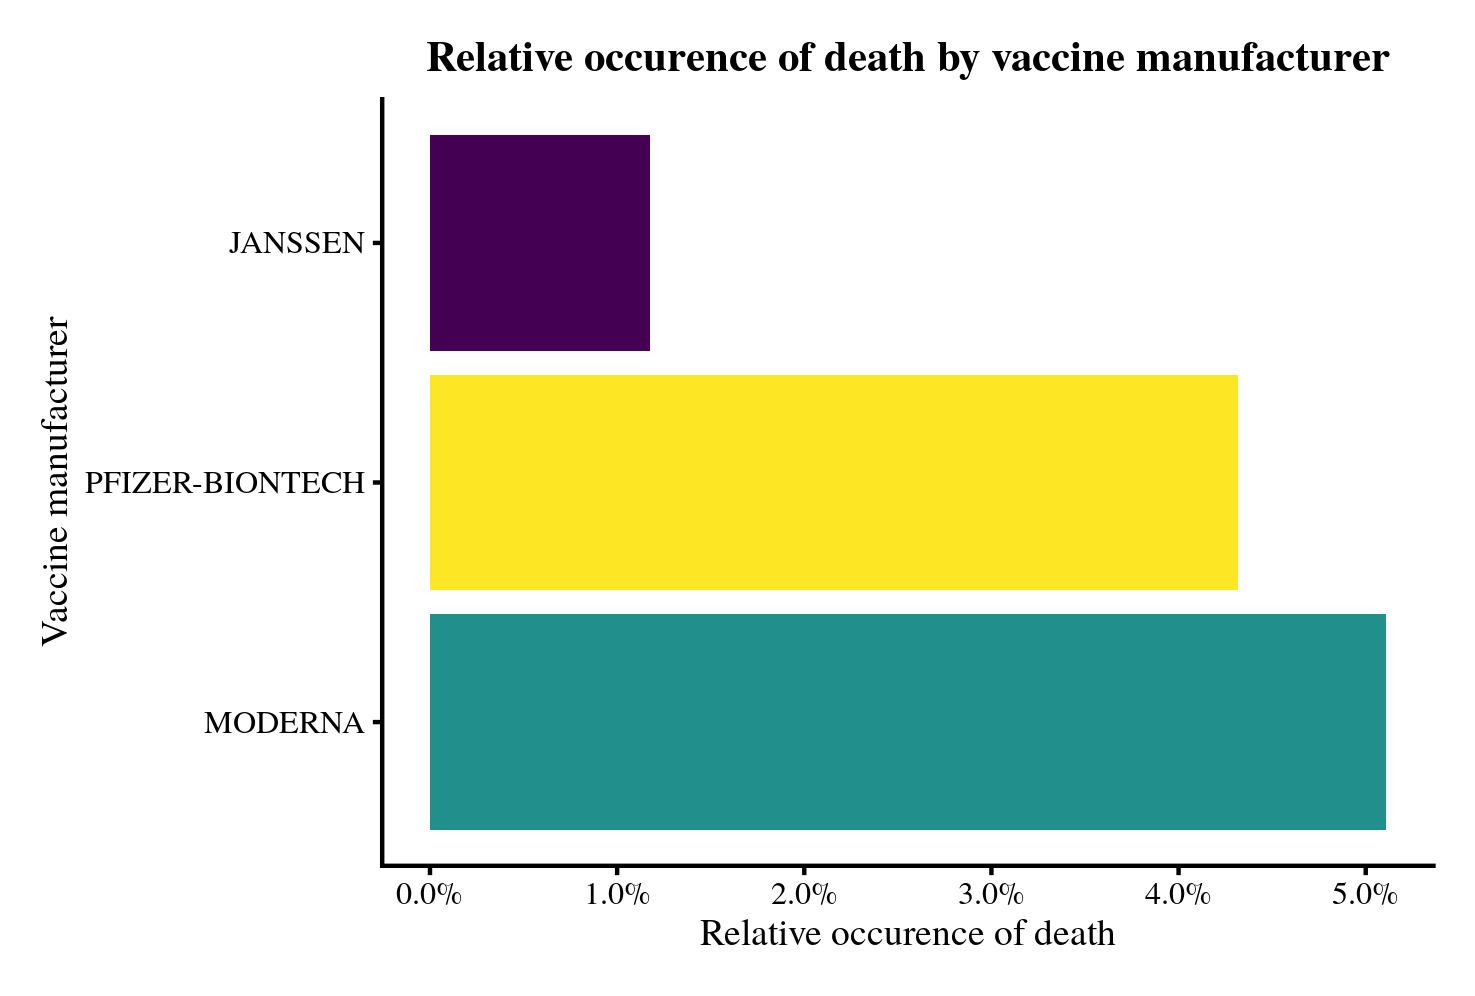 Relative occurence of death by vaccine manufacturer
JANSSEN
PFIZER-BIONTECH
MODERNA
Vaccine manufacturer
0.0% 1.0% 2.0% 3.0% 4.0% 5.0%
Relative occurence of death